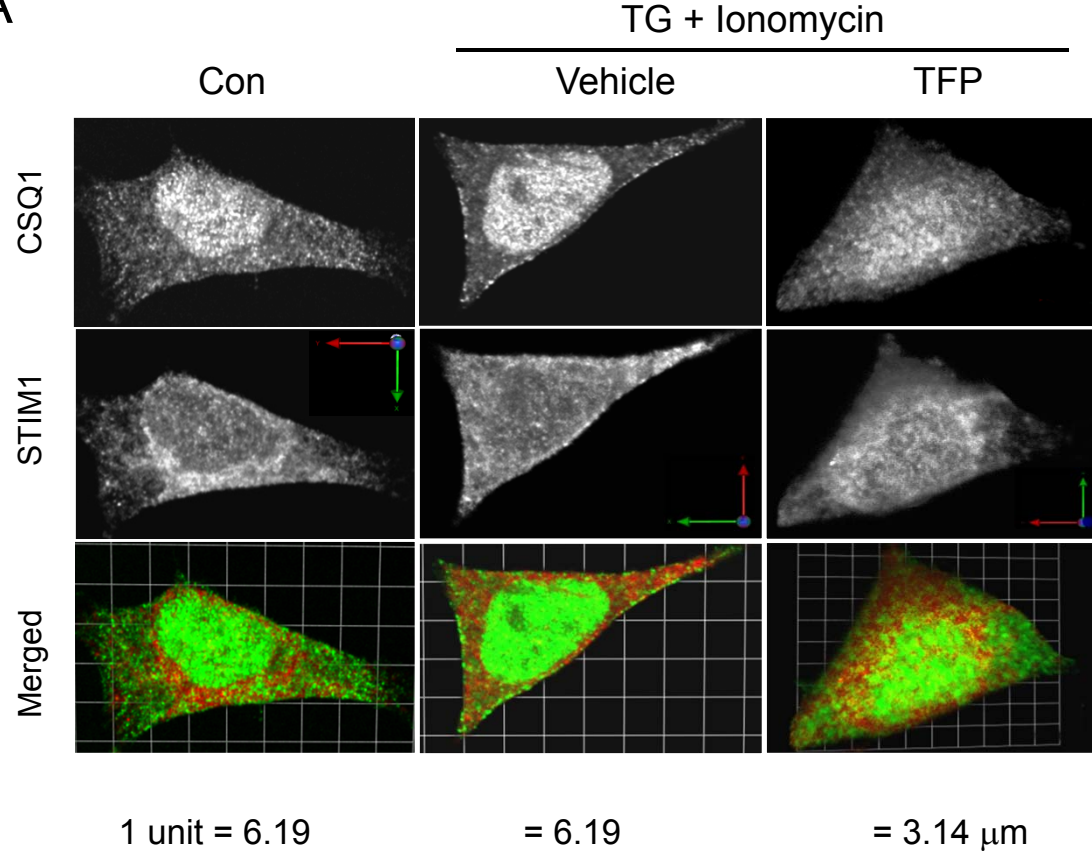 A
TG + Ionomycin
Con Vehicle TFP
CSQ1
STIM1
Merged
1 unit = 6.19 = 6.19 = 3.14 μm